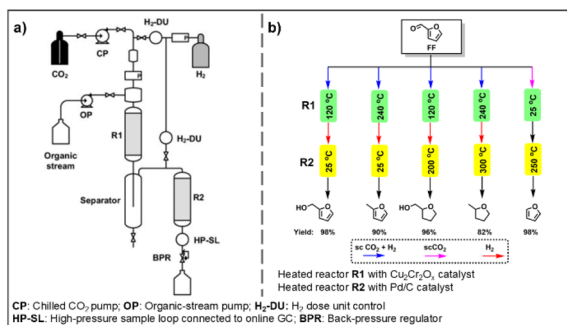 a)
H₂-DU
CP
CO₂
P
P
H₂
OP
R1
H₂-DU
Organic
stream
Separator
R2
HP-SL
BPR
b)
O
O
FF
R1
120 °C
240 °C
120 °C
240 °C
25 °C
R2
25 °C
25 °C
200 °C
300 °C
250 °C
HO
O
O
HO
O
O
O
Yield: 98% 90% 96% 82% 98%
sc CO₂ + H₂ scCO₂ H₂
Heated reactor R1 with Cu₂Cr₂Oₓ catalyst
Heated reactor R2 with Pd/C catalyst
CP: Chilled CO₂ pump; OP: Organic-stream pump; H₂-DU: H₂ dose unit control
HP-SL: High-pressure sample loop connected to online GC; BPR: Back-pressure regulator